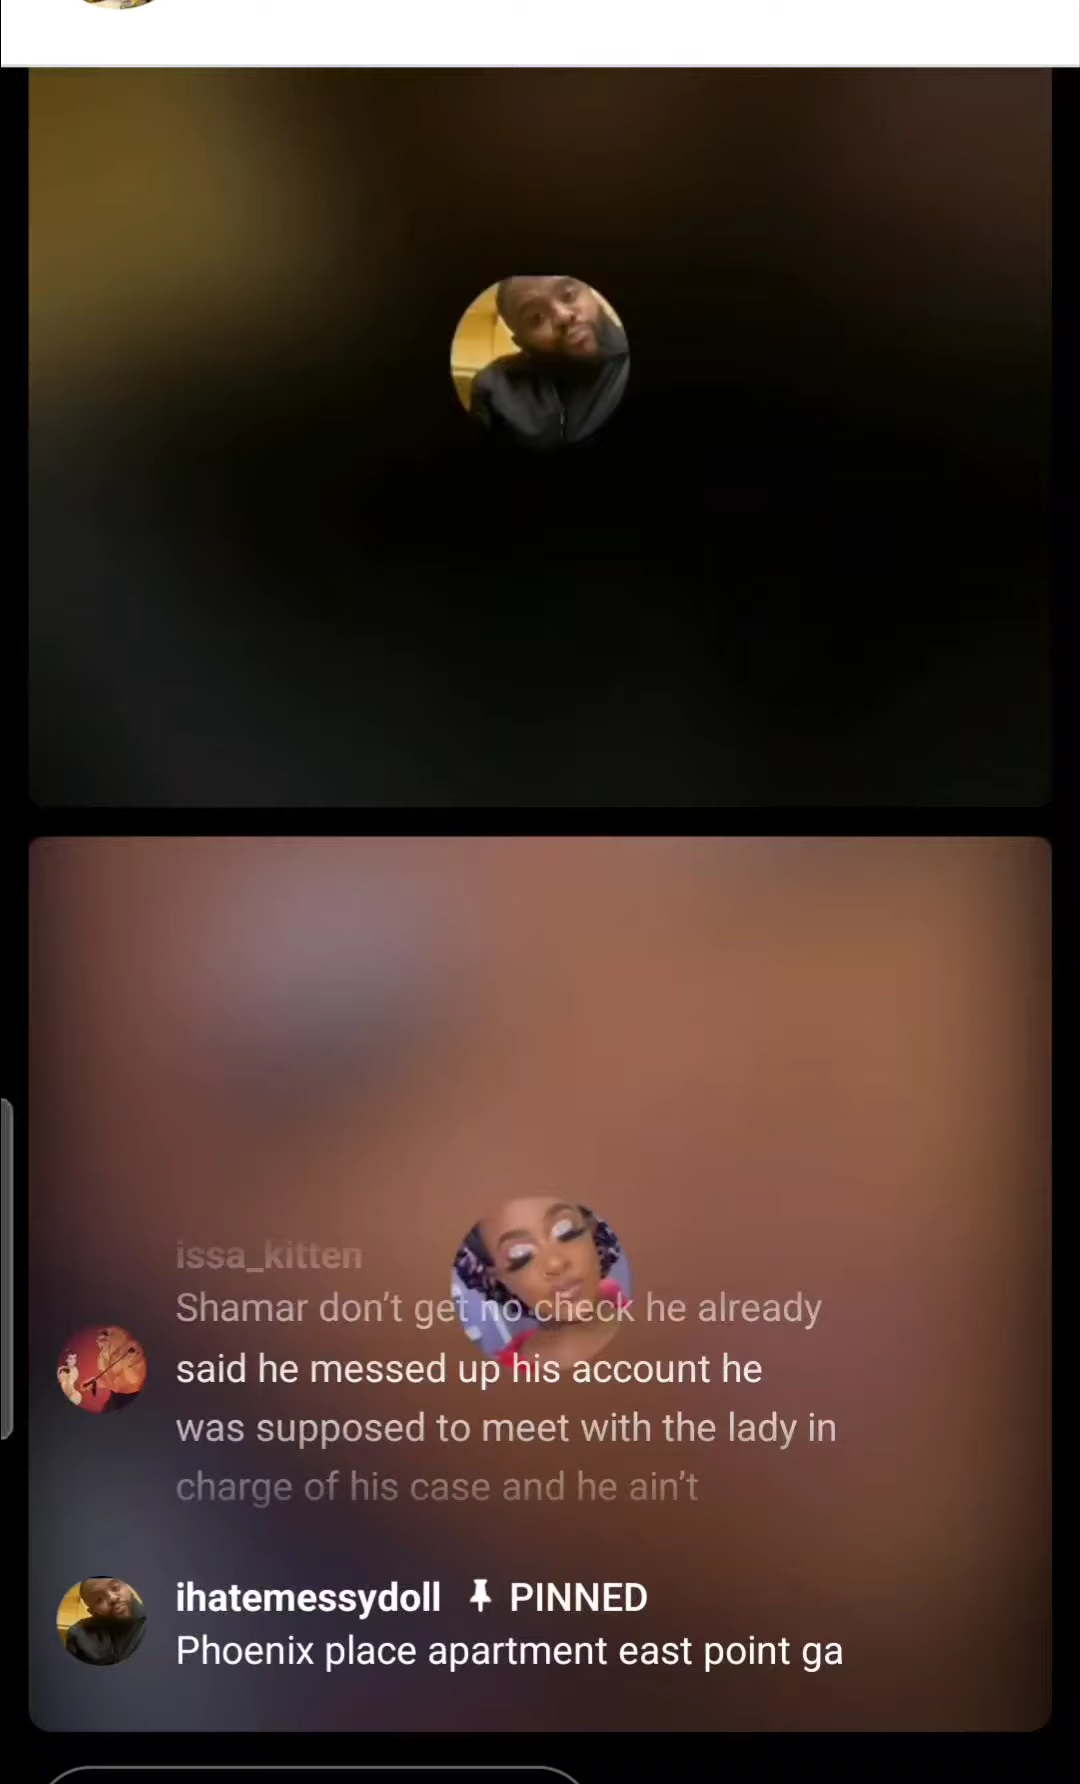 issa_kitten
Shamar don't get no check he already
said he messed up his account he
was supposed to meet with the lady in
charge of his case and he ain't
ihatemessydoll PINNED
Phoenix place apartment east point ga